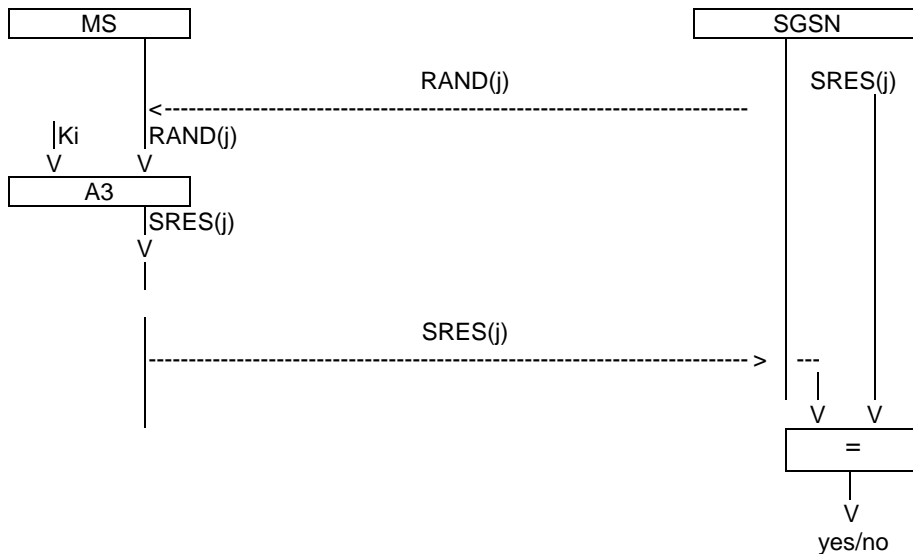 MS SGSN
RAND(j) SRES(j)
<-------------------------------------------------------------------
Ki RAND(j)
V V
A3
SRES(j)
V
SRES(j)
-------------------------------------------------------------------- > ---
V V
=
V
yes/no